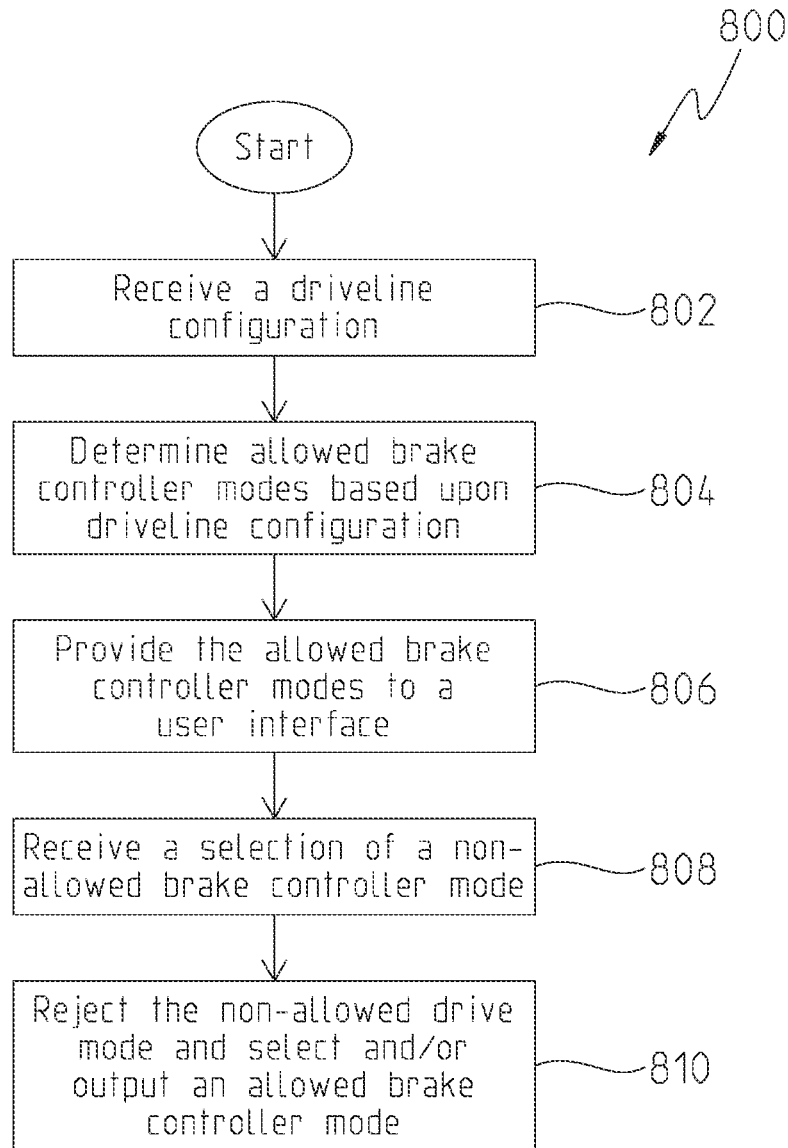 800
Start
Receive a driveline
configuration
802
Determine allowed brake
controller modes based upon
driveline configuration
804
Provide the allowed brake
controller modes to a
user interface
806
Receive a selection of a non-
allowed brake controller mode
808
Reject the non-allowed drive
mode and select and/or
output an allowed brake
controller mode
810